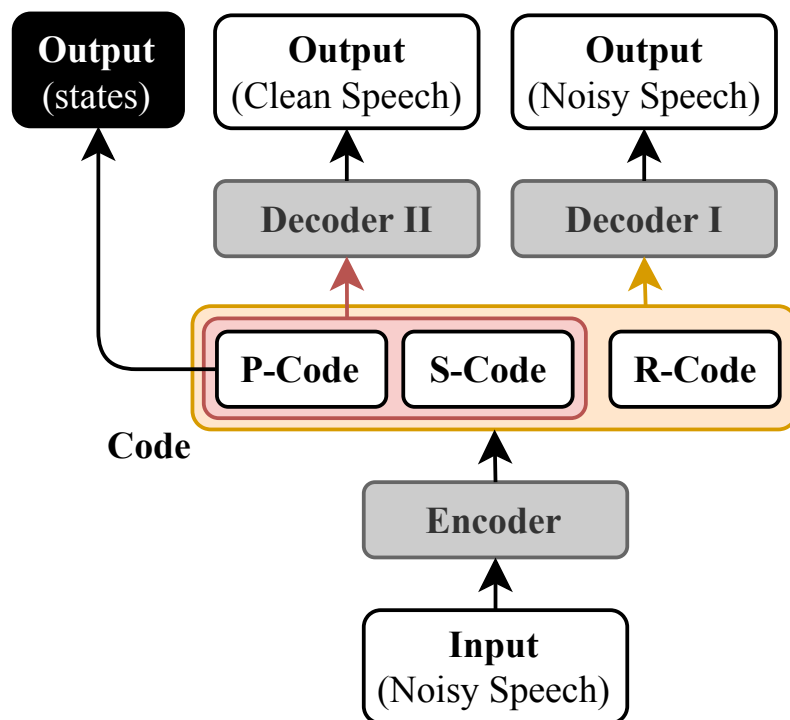 Output
(states)
Output
(Clean Speech)
Output
(Noisy Speech)
Decoder II
Decoder I
P-Code
S-Code
R-Code
Code
Encoder
Input
(Noisy Speech)